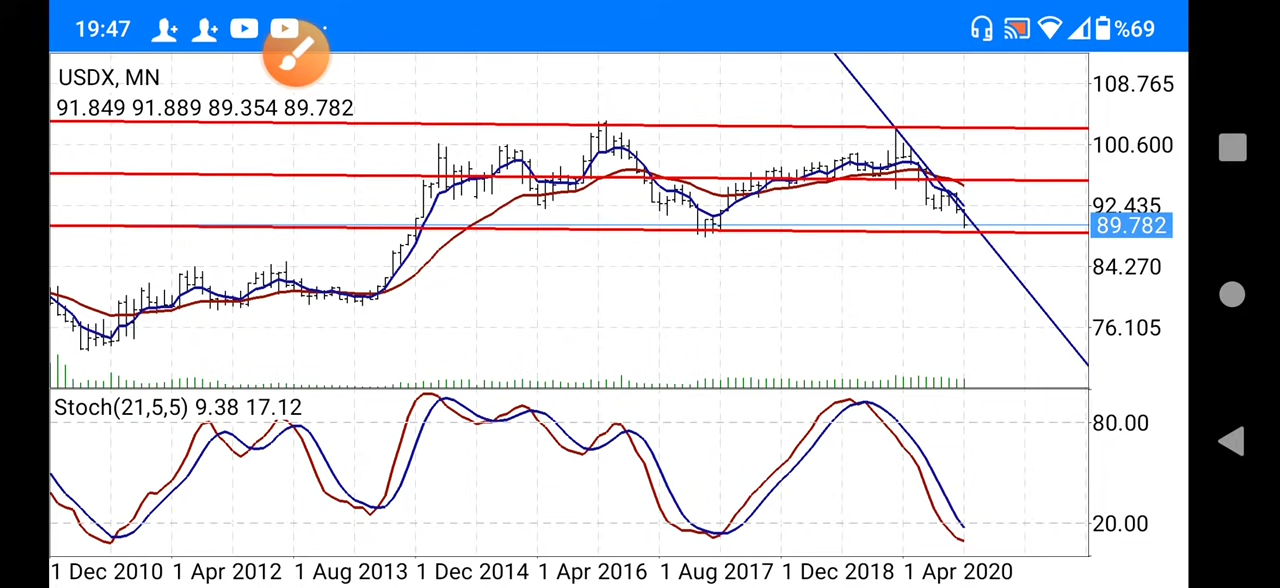 19:47 %69
USDX, MN
91.849 91.889 89.354 89.782
108.765
100.600
92.435
89.782
84.270
76.105
Stoch(21,5,5) 9.38 17.12
80.00
20.00
1 Dec 2010 1 Apr 2012 1 Aug 2013 1 Dec 2014 1 Apr 2016 1 Aug 2017 1 Dec 2018 1 Apr 2020